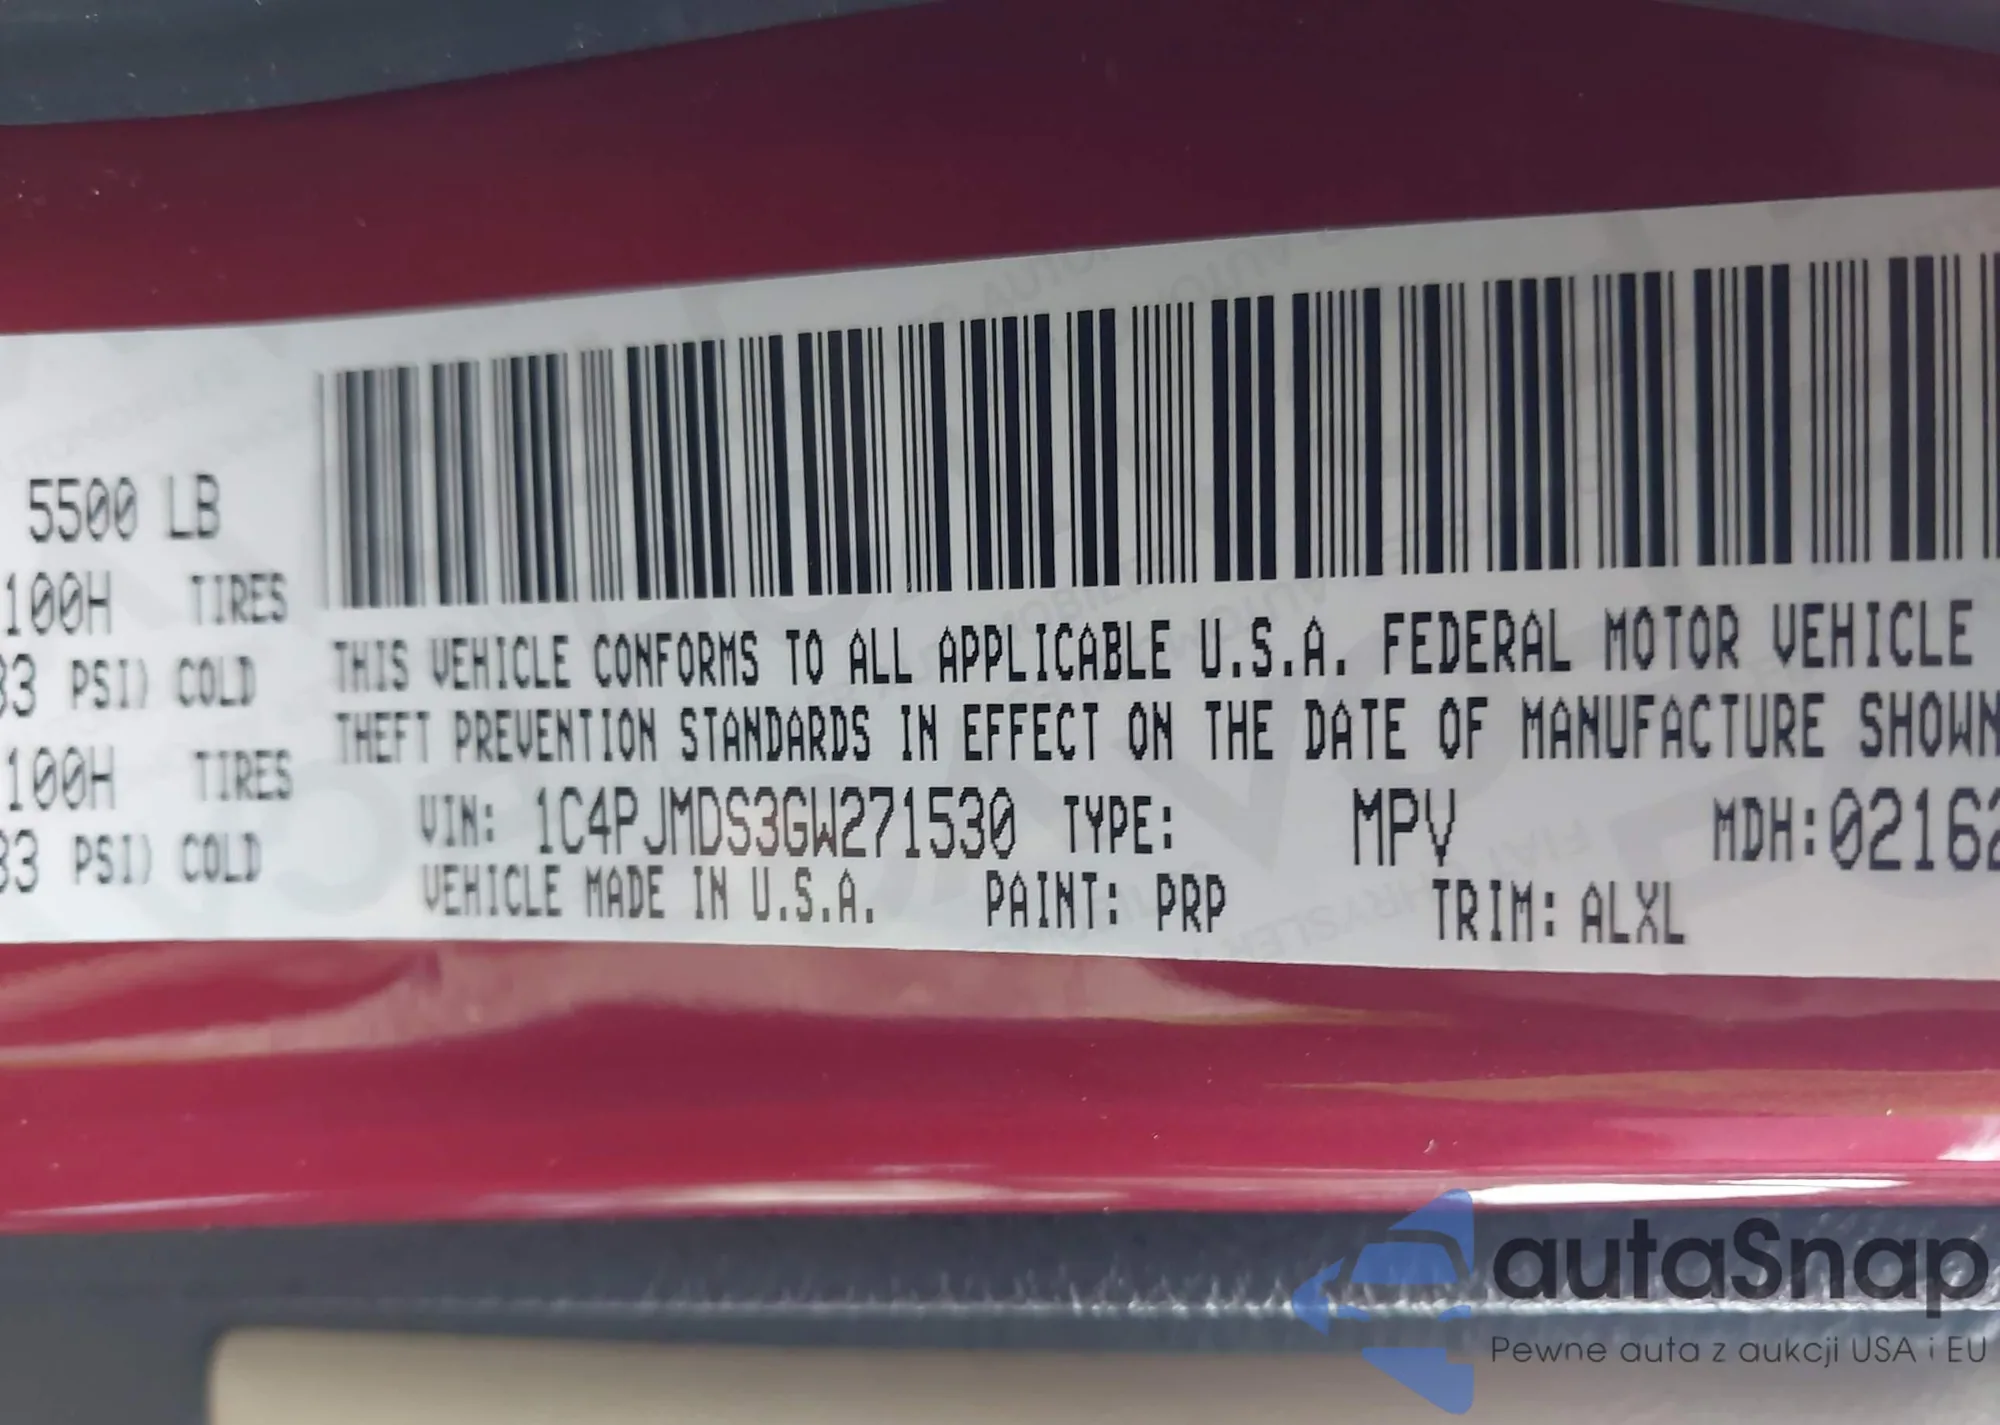 5500 LB
100H TIRES
33 PSI) COLD
100H TIRES
33 PSI) COLD
THIS VEHICLE CONFORMS TO ALL APPLICABLE U.S.A. FEDERAL MOTOR VEHICLE
THEFT PREVENTION STANDARDS IN EFFECT ON THE DATE OF MANUFACTURE SHOWN
VIN: 1C4PJMDS3GW271530 TYPE: MPV MDH:02162
VEHICLE MADE IN U.S.A. PAINT: PRP TRIM: ALXL
autaSnap
Pewne auta z aukcji USA i EU